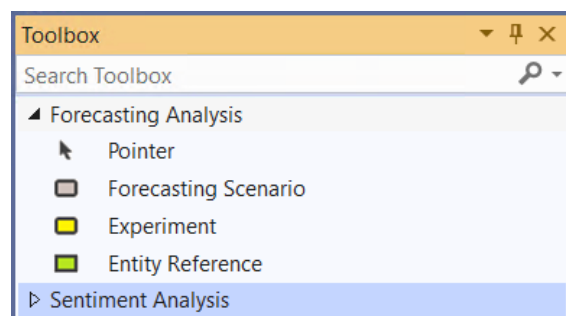 Toolbox
Search Toolbox
Forecasting Analysis
Pointer
Forecasting Scenario
Experiment
Entity Reference
Sentiment Analysis